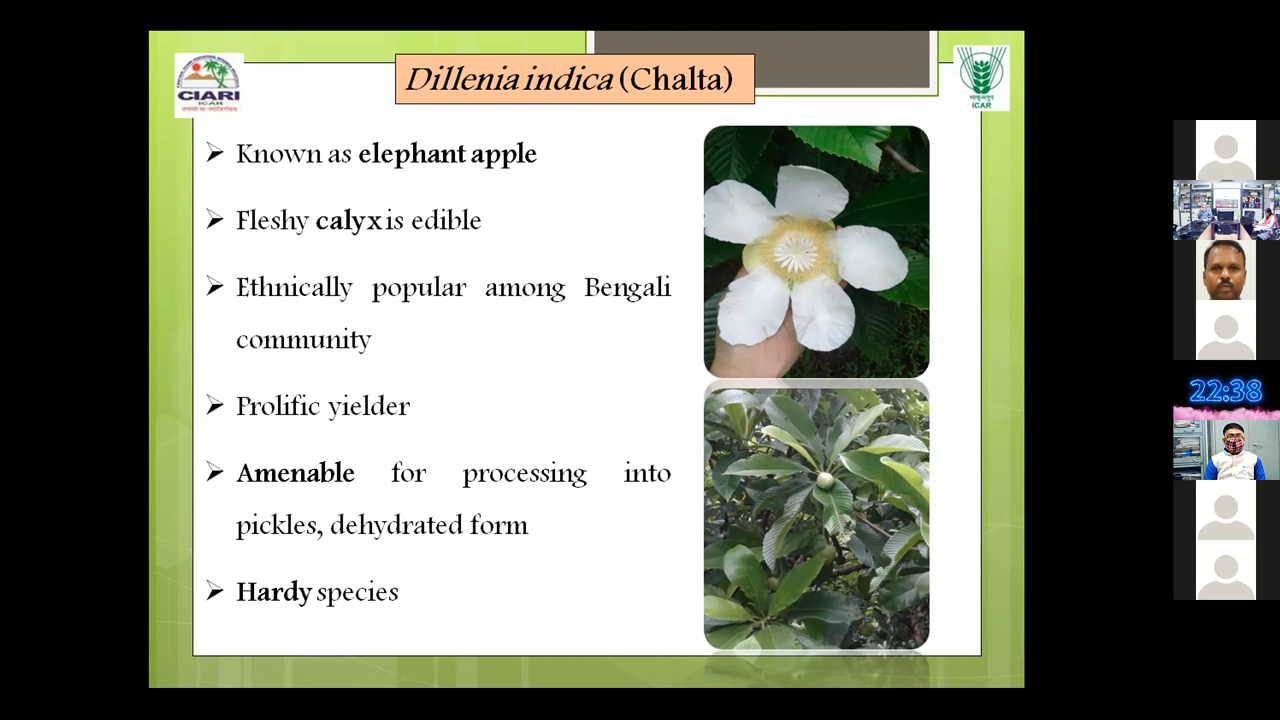 Dillenia indica (Chalta)
CIARI
ICAR
ICAR
➢ Known as elephant apple
➢ Fleshy calyx is edible
➢ Ethnically popular among Bengali
community
➢ Prolific yielder
➢ Amenable for processing into
pickles, dehydrated form
➢ Hardy species
22:38